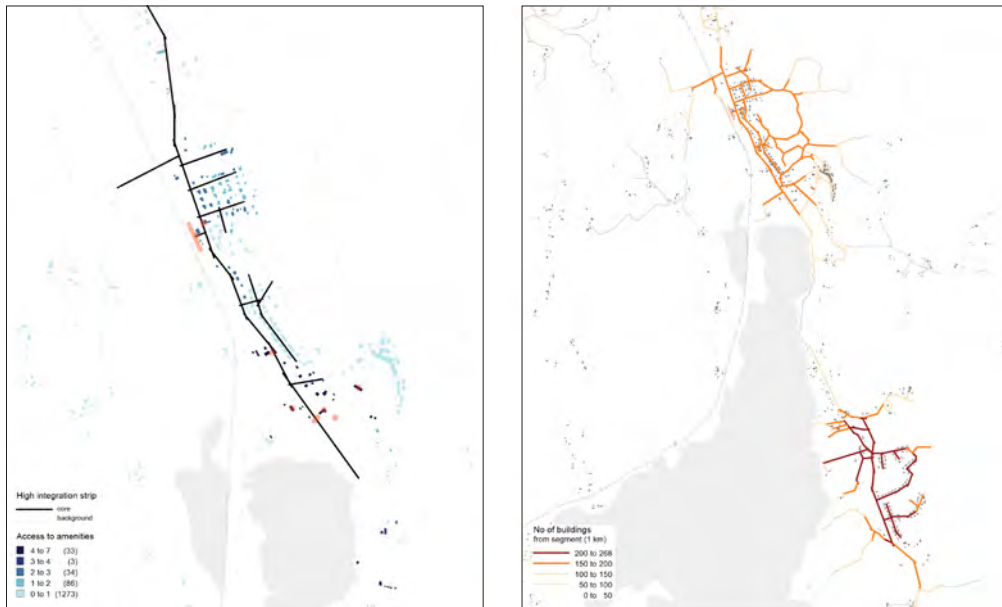 High integration strip
core
background
Access to amenities
4 to 7 (33)
3 to 4 (3)
2 to 3 (34)
1 to 2 (86)
0 to 1 (1273)
No of buildings
from segment (1 km)
200 to 268
150 to 200
100 to 150
50 to 100
0 to 50